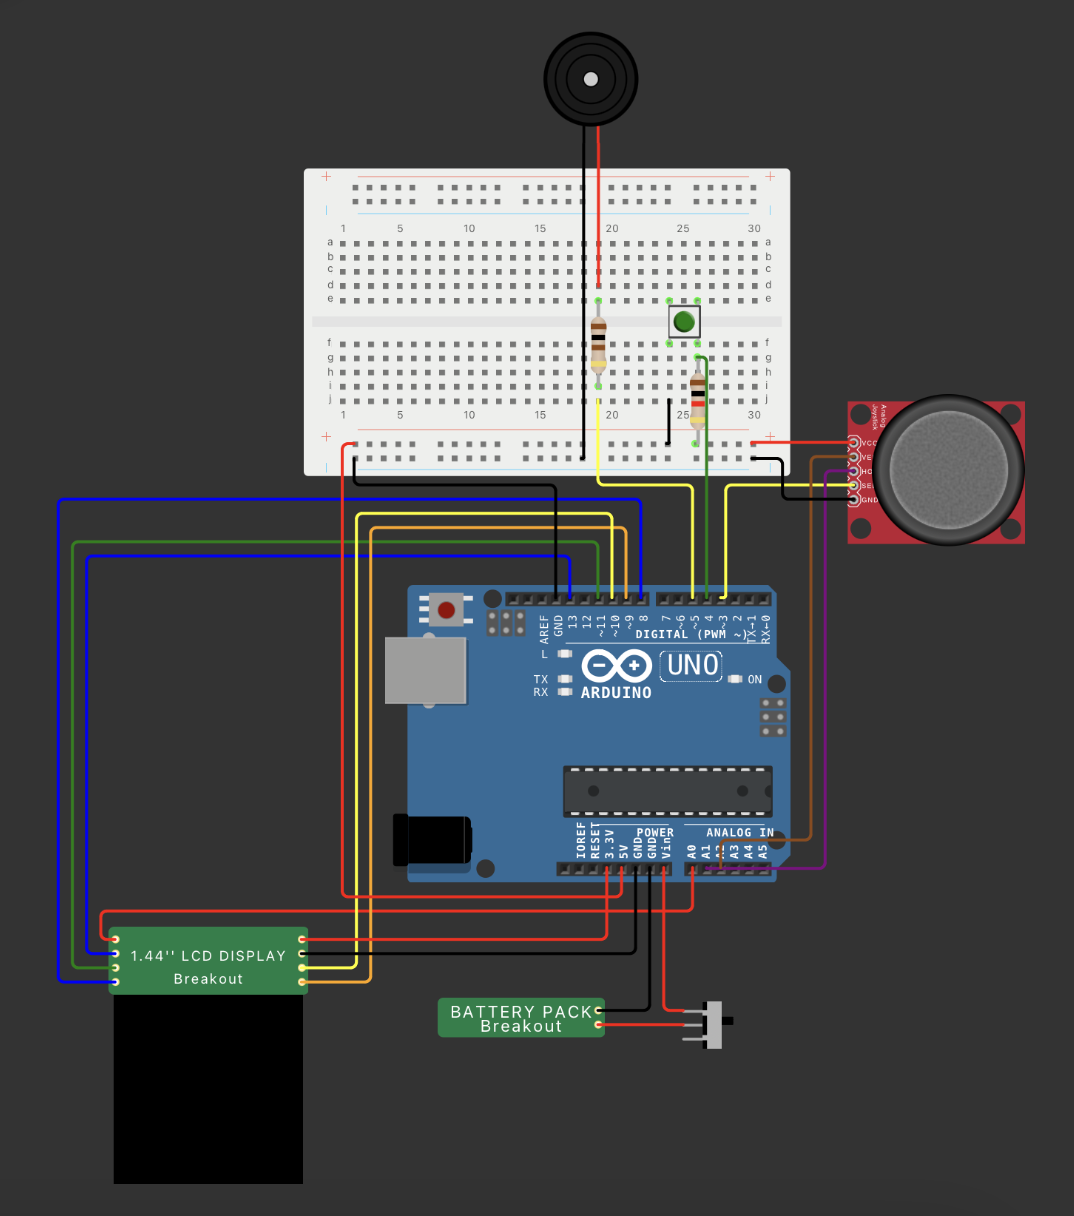 1 5 10 15 20 25 30
a a
b b
c c
d d
e e
f f
g g
h h
i i
j j
1 5 10 15 20 25 30
Analog
Joystick
VCC
VE
HO
SE
GND
AREF
GND
13
12
~11
~10
~9
8
7
~6
~5
4
~3
2
TX→1
RX←0
DIGITAL (PWM ~)
L
TX
RX
ON
UNO
ARDUINO
IOREF
RESET
3.3V
5V
GND
GND
Vin
POWER
ANALOG IN
A0
A1
A2
A3
A4
A5
1.44'' LCD DISPLAY
Breakout
BATTERY PACK
Breakout